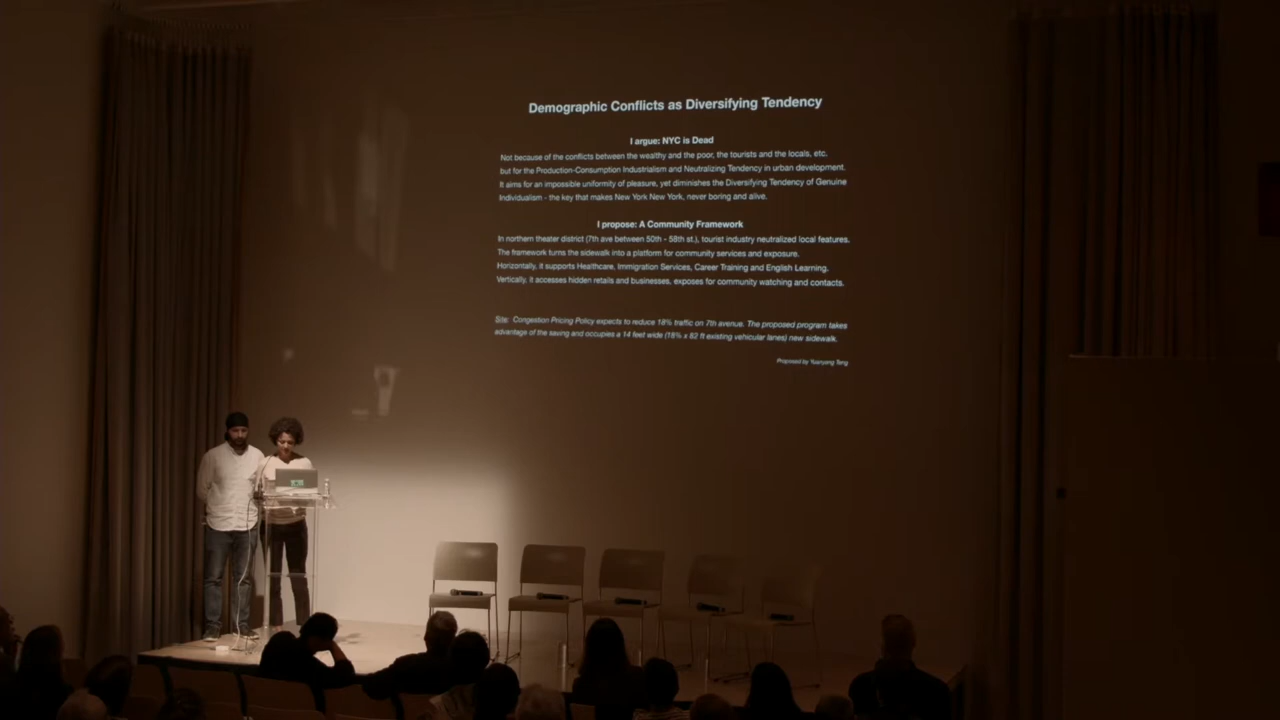 Demographic Conflicts as Diversifying Tendency
I argue: NYC is Dead
Not because of the conflicts between the wealthy and the poor, the tourists and the locals, etc.
but for the Production-Consumption Industrialism and Neutralizing Tendency in urban development.
It aims for an impossible uniformity of pleasure, yet diminishes the Diversifying Tendency of Genuine
Individualism - the key that makes New York New York, never boring and alive.
I propose: A Community Framework
In northern theater district (7th ave between 50th - 58th st.), tourist industry neutralized local features.
The framework turns the sidewalk into a platform for community services and exposure.
Horizontally, it supports Healthcare, Immigration Services, Career Training and English Learning.
Vertically, it accesses hidden retails and businesses, exposes for community watching and contacts.
Site: Congestion Pricing Policy expects to reduce 18% traffic on 7th avenue. The proposed program takes
advantage of the saving and occupies a 14 feet wide (18% x 82 ft existing vehicular lanes) new sidewalk.
Proposed by Yuanyang Teng